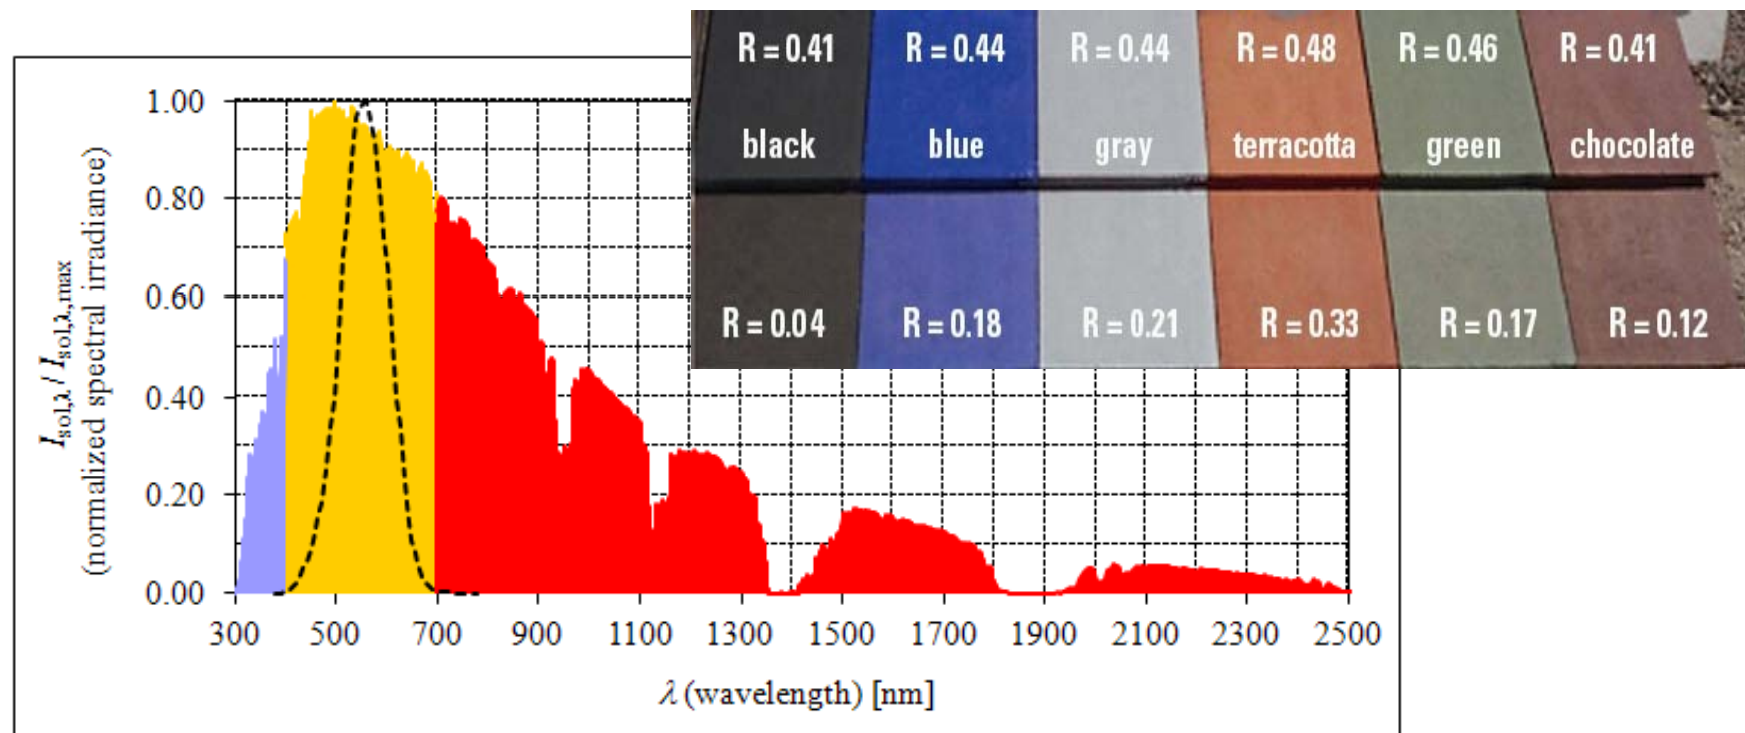 R = 0.41 R = 0.44 R = 0.44 R = 0.48 R = 0.46 R = 0.41
black blue gray terracotta green chocolate
R = 0.04 R = 0.18 R = 0.21 R = 0.33 R = 0.17 R = 0.12
I sol,λ / I sol,λ,max
(normalized spectral irradiance)
1.00
0.80
0.60
0.40
0.20
0.00
300 500 700 900 1100 1300 1500 1700 1900 2100 2300 2500
λ (wavelength) [nm]